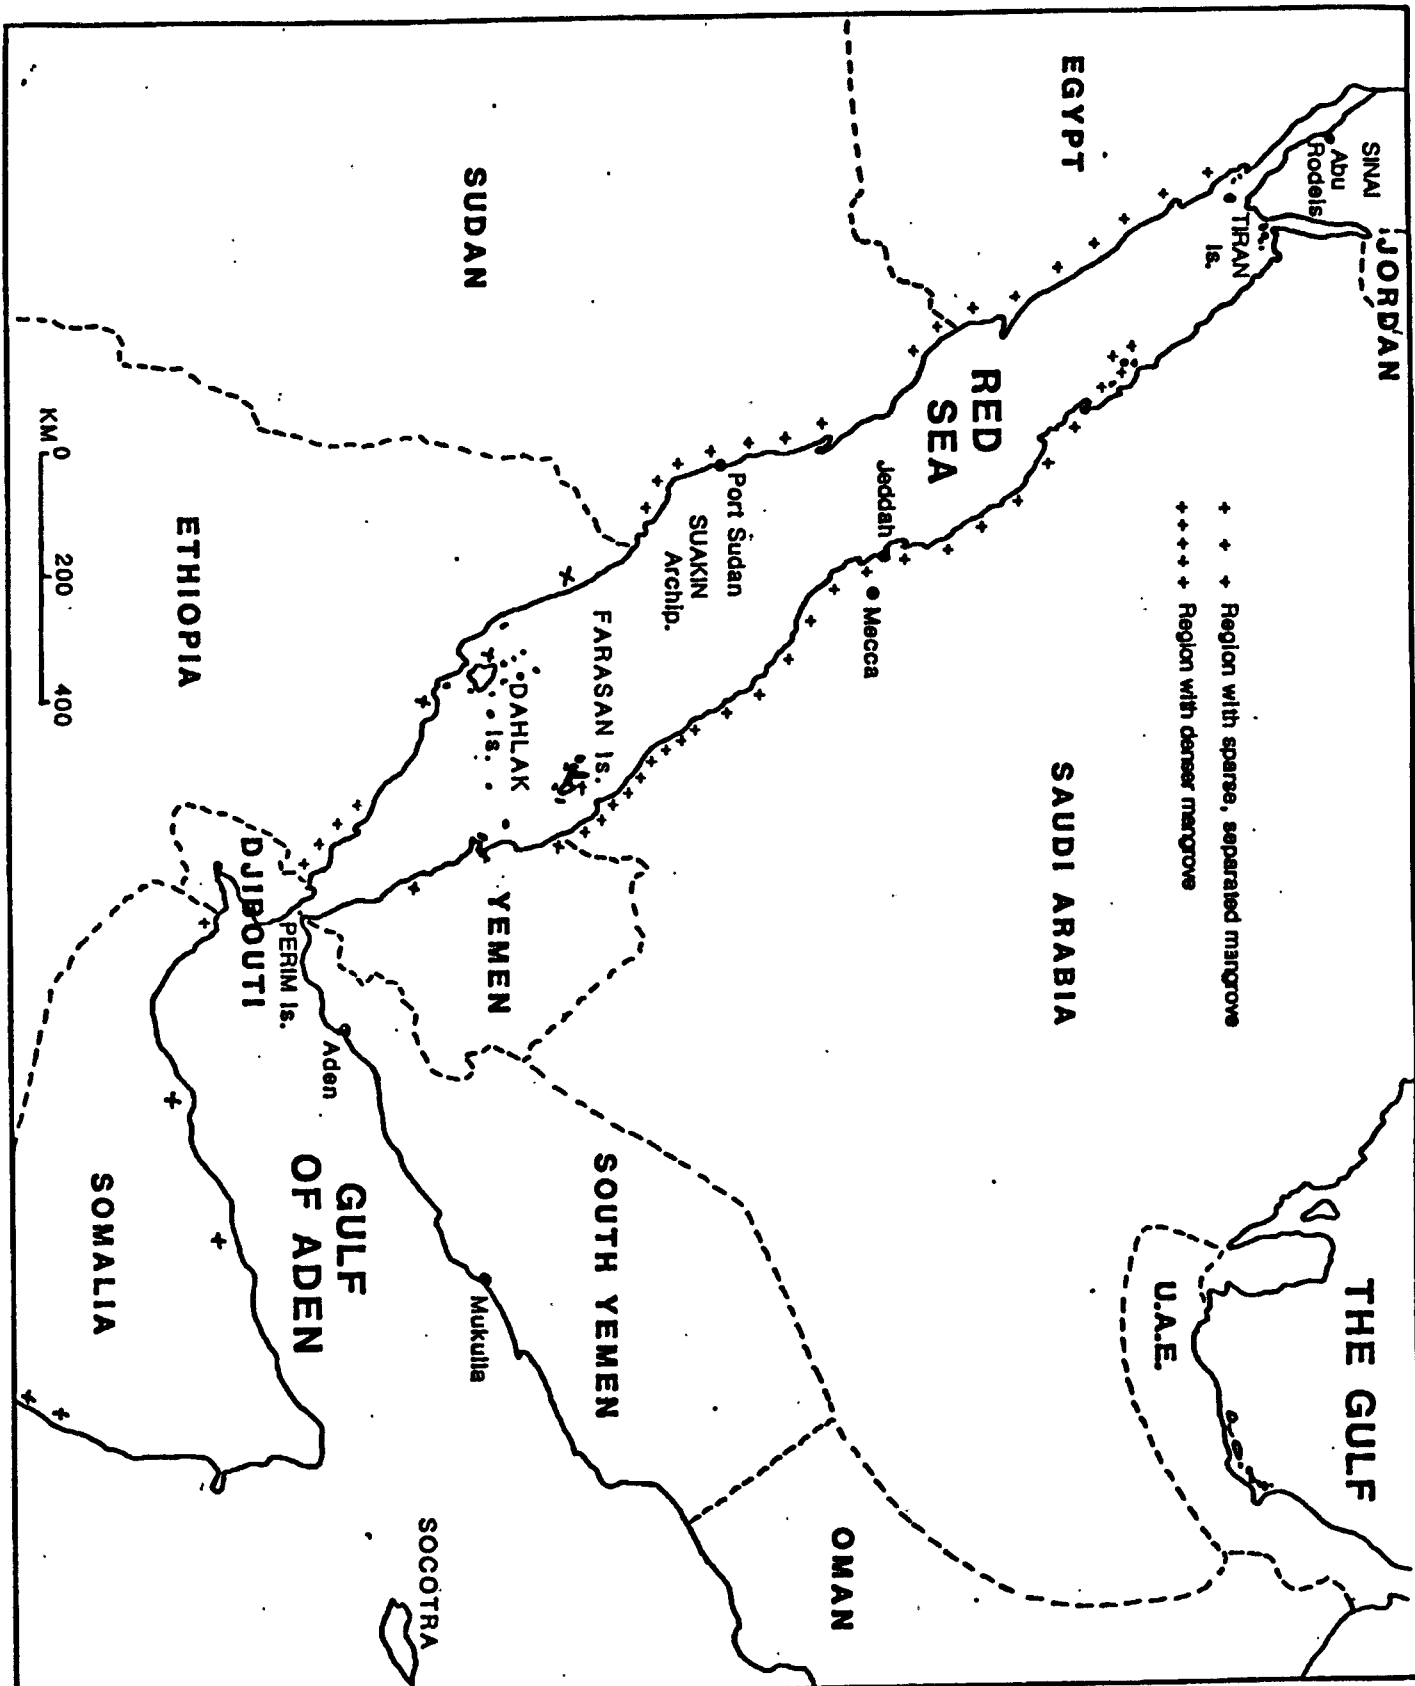 SINAI
JORDAN
Abu
Rodeis
TIRAN
Is.
EGYPT
THE GULF
U.A.E.
+ + + Region with sparse, separated mangrove
+++++ Region with denser mangrove
SAUDI ARABIA
RED
SEA
Jeddah
Mecca
OMAN
Port Sudan
SUAKIN
Archip.
FARASAN Is.
SUDAN
DAHLAK
Is.
YEMEN
SOUTH YEMEN
Mukulla
SOCOTRA
GULF
OF ADEN
Aden
PERIM Is.
DJIBOUTI
ETHIOPIA
SOMALIA
KM 0 200 400